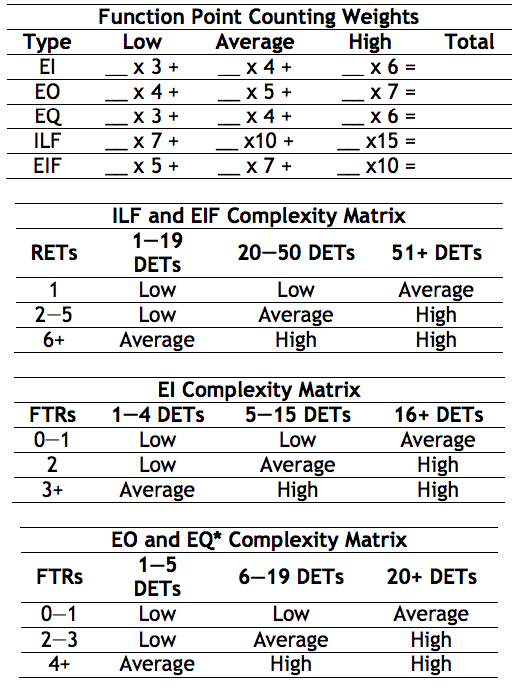 Function Point Counting Weights
Type Low Average High Total
EI __ x 3 + __ x 4 + __ x 6 =
EO __ x 4 + __ x 5 + __ x 7 =
EQ __ x 3 + __ x 4 + __ x 6 =
ILF __ x 7 + __ x10 + __ x15 =
EIF __ x 5 + __ x 7 + __ x10 =
ILF and EIF Complexity Matrix
RETs 1—19 DETs 20—50 DETs 51+ DETs
1 Low Low Average
2—5 Low Average High
6+ Average High High
EI Complexity Matrix
FTRs 1—4 DETs 5—15 DETs 16+ DETs
0—1 Low Low Average
2 Low Average High
3+ Average High High
EO and EQ* Complexity Matrix
FTRs 1—5 DETs 6—19 DETs 20+ DETs
0—1 Low Low Average
2—3 Low Average High
4+ Average High High